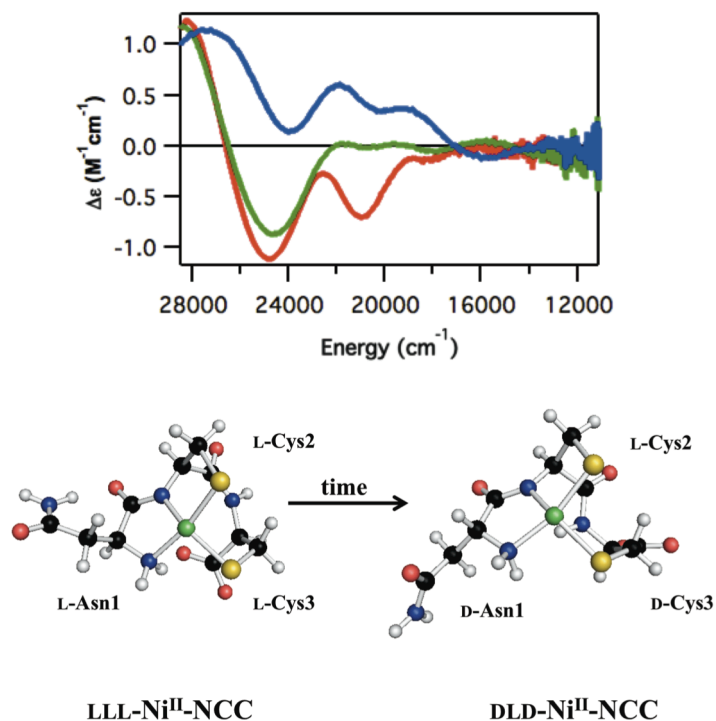 1.0
0.5
0.0
-0.5
-1.0
Δε (M⁻¹cm⁻¹)
28000 24000 20000 16000 12000
Energy (cm⁻¹)
L-Cys2
L-Cys2
time
L-Asn1
L-Cys3
D-Asn1
D-Cys3
LLL-Niᴵᴵ-NCC
DLD-Niᴵᴵ-NCC